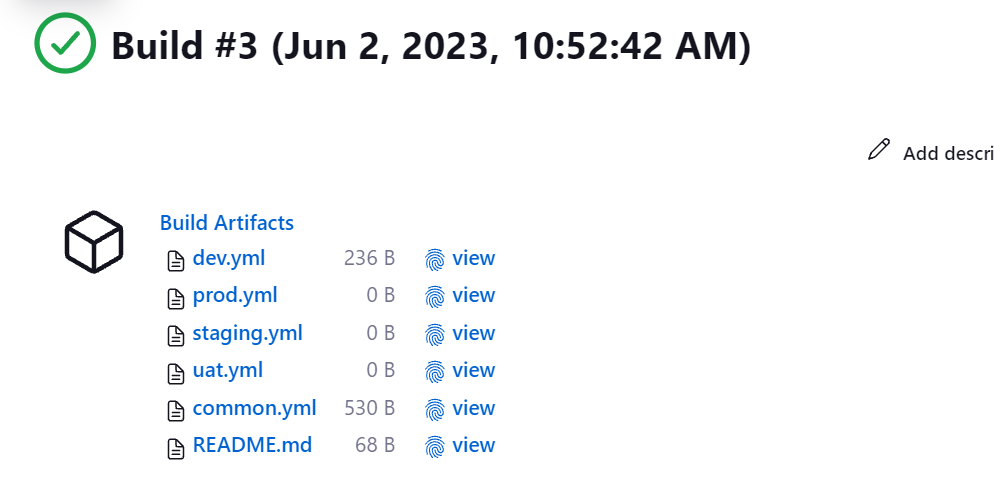 Build #3 (Jun 2, 2023, 10:52:42 AM)
Add descri
Build Artifacts
dev.yml 236 B view
prod.yml 0 B view
staging.yml 0 B view
uat.yml 0 B view
common.yml 530 B view
README.md 68 B view